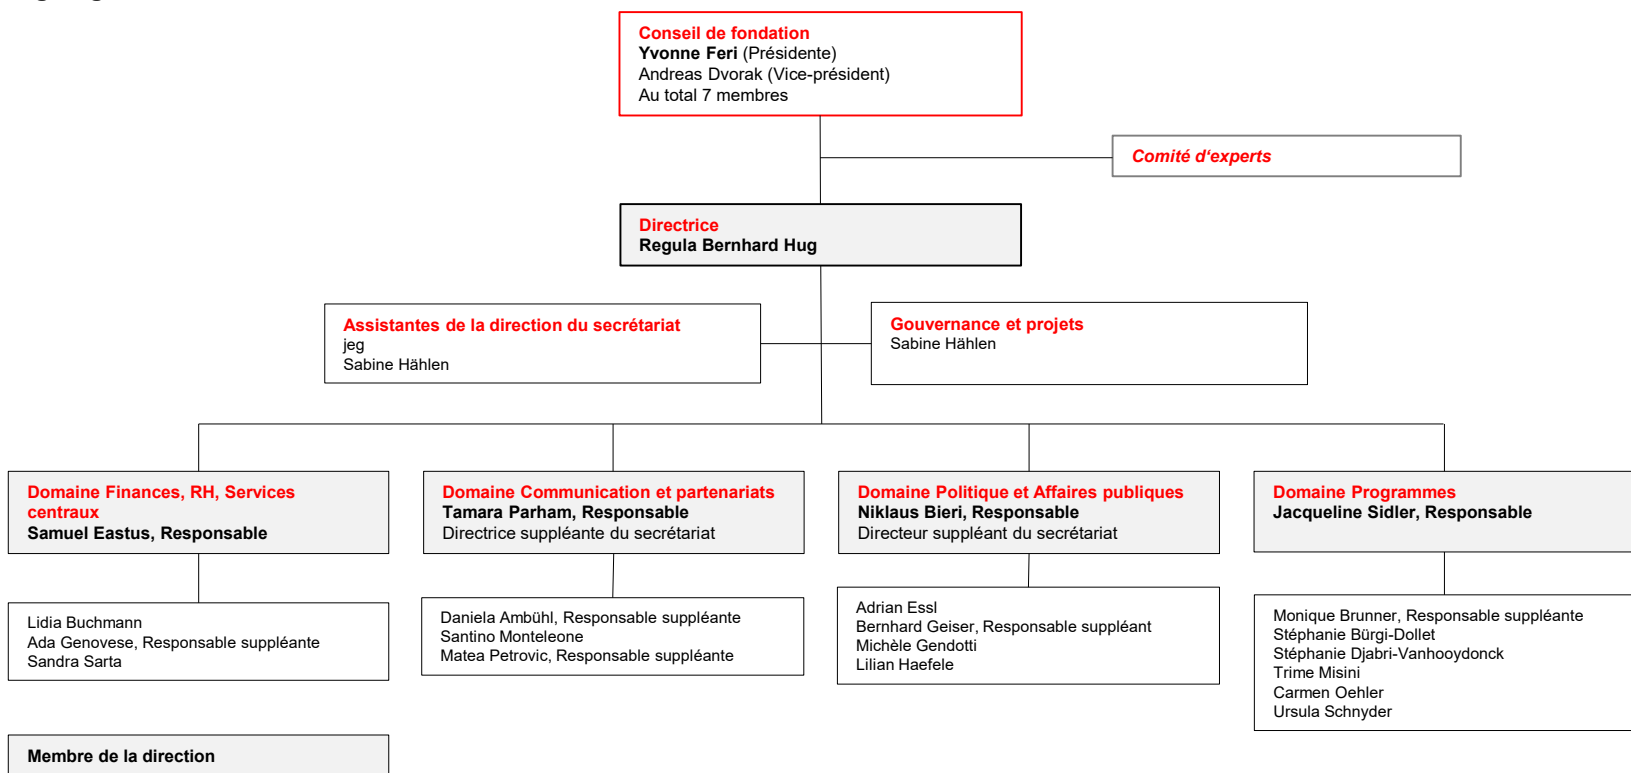 Conseil de fondation
Yvonne Feri (Présidente)
Andreas Dvorak (Vice-président)
Au total 7 membres
Comité d‘experts
Directrice
Regula Bernhard Hug
Assistantes de la direction du secrétariat
jeg
Sabine Hählen
Gouvernance et projets
Sabine Hählen
Domaine Finances, RH, Services
centraux
Samuel Eastus, Responsable
Domaine Communication et partenariats
Tamara Parham, Responsable
Directrice suppléante du secrétariat
Domaine Politique et Affaires publiques
Niklaus Bieri, Responsable
Directeur suppléant du secrétariat
Domaine Programmes
Jacqueline Sidler, Responsable
Lidia Buchmann
Ada Genovese, Responsable suppléante
Sandra Sarta
Daniela Ambühl, Responsable suppléante
Santino Monteleone
Matea Petrovic, Responsable suppléante
Adrian Essl
Bernhard Geiser, Responsable suppléant
Michèle Gendotti
Lilian Haefele
Monique Brunner, Responsable suppléante
Stéphanie Bürgi-Dollet
Stéphanie Djabri-Vanhooydonck
Trime Misini
Carmen Oehler
Ursula Schnyder
Membre de la direction